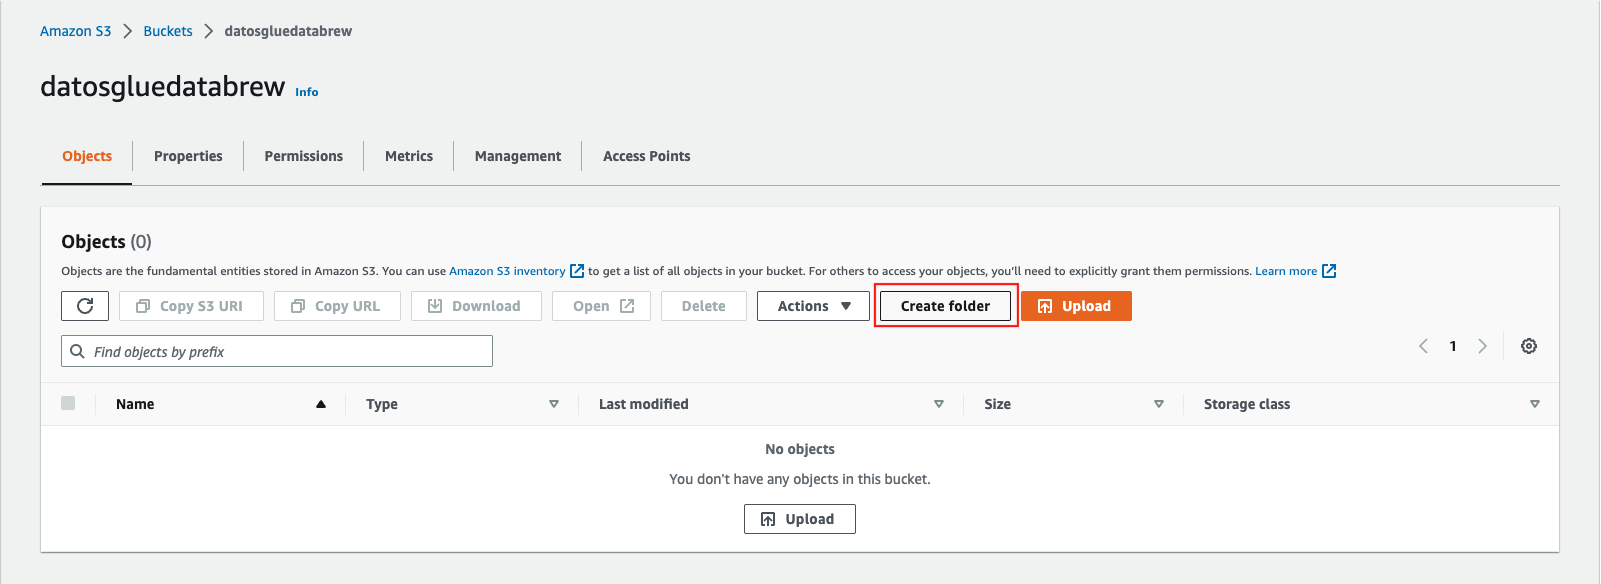 Amazon S3 > Buckets > datosgluedatabrew
datosgluedatabrew Info
Objects Properties Permissions Metrics Management Access Points
Objects (0)
Objects are the fundamental entities stored in Amazon S3. You can use Amazon S3 inventory to get a list of all objects in your bucket. For others to access your objects, you'll need to explicitly grant them permissions. Learn more
Copy S3 URI Copy URL Download Open Delete Actions Create folder Upload
Find objects by prefix 1
Name Type Last modified Size Storage class
No objects
You don't have any objects in this bucket.
Upload